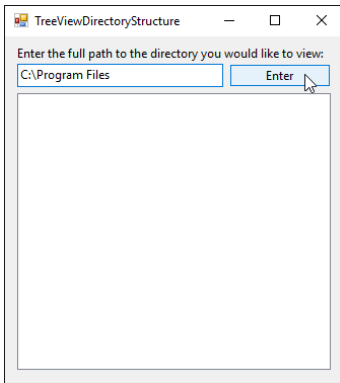 TreeViewDirectoryStructure
Enter the full path to the directory you would like to view:
C:\Program Files
Enter